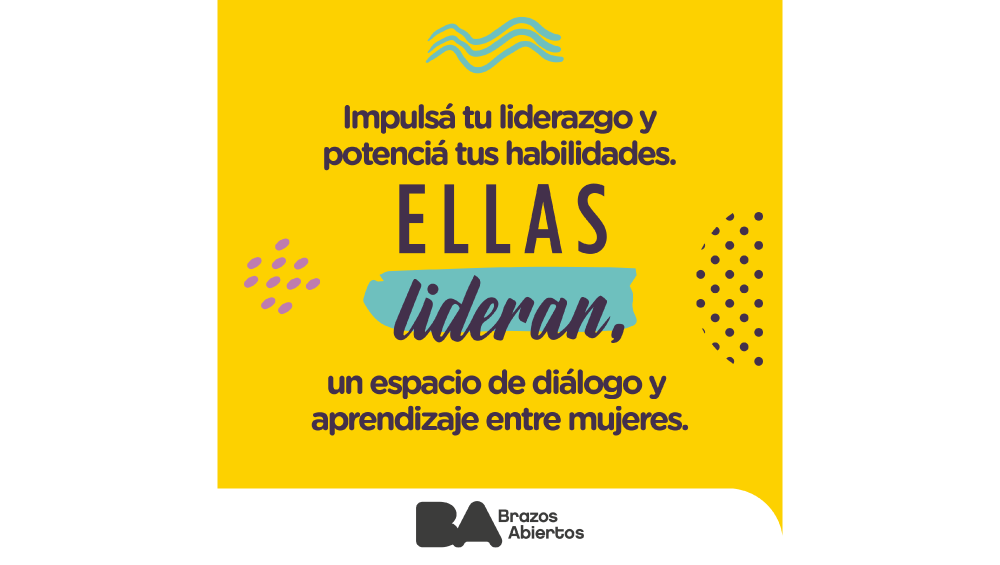 Impulsá tu liderazgo y
potenciá tus habilidades.
ELLAS
lideran,
un espacio de diálogo y
aprendizaje entre mujeres.
BA Brazos
Abiertos